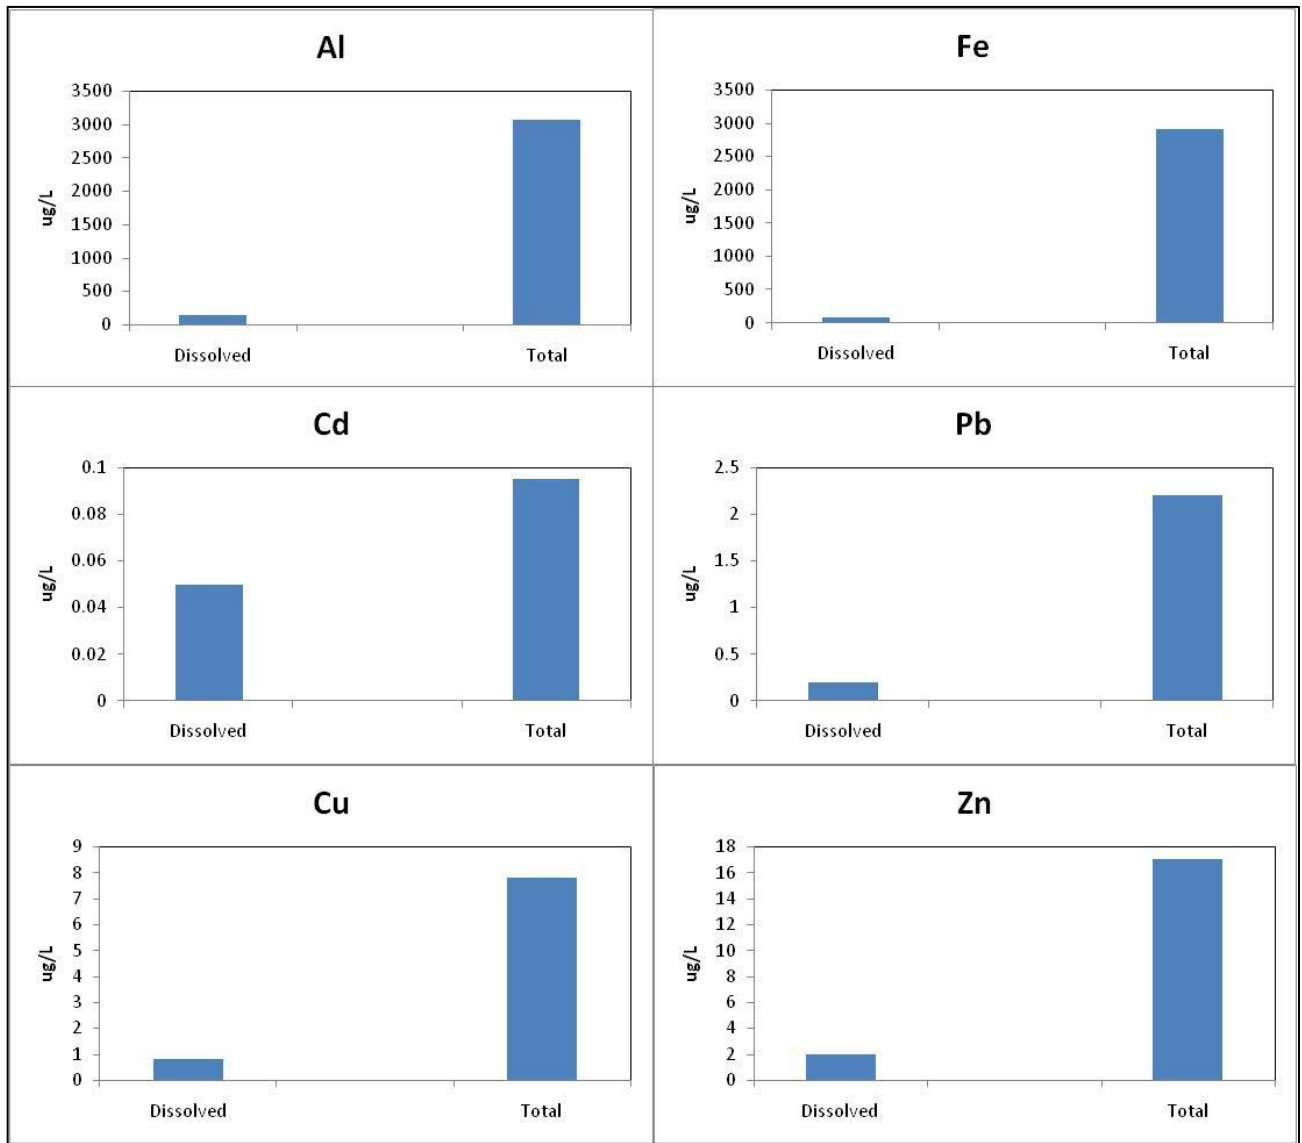 Al
3500
3000
2500
2000
1500
1000
500
0
ug/L
Dissolved Total
Fe
3500
3000
2500
2000
1500
1000
500
0
ug/L
Dissolved Total
Cd
0.1
0.08
0.06
0.04
0.02
0
ug/L
Dissolved Total
Pb
2.5
2
1.5
1
0.5
0
ug/L
Dissolved Total
Cu
9
8
7
6
5
4
3
2
1
0
ug/L
Dissolved Total
Zn
18
16
14
12
10
8
6
4
2
0
ug/L
Dissolved Total